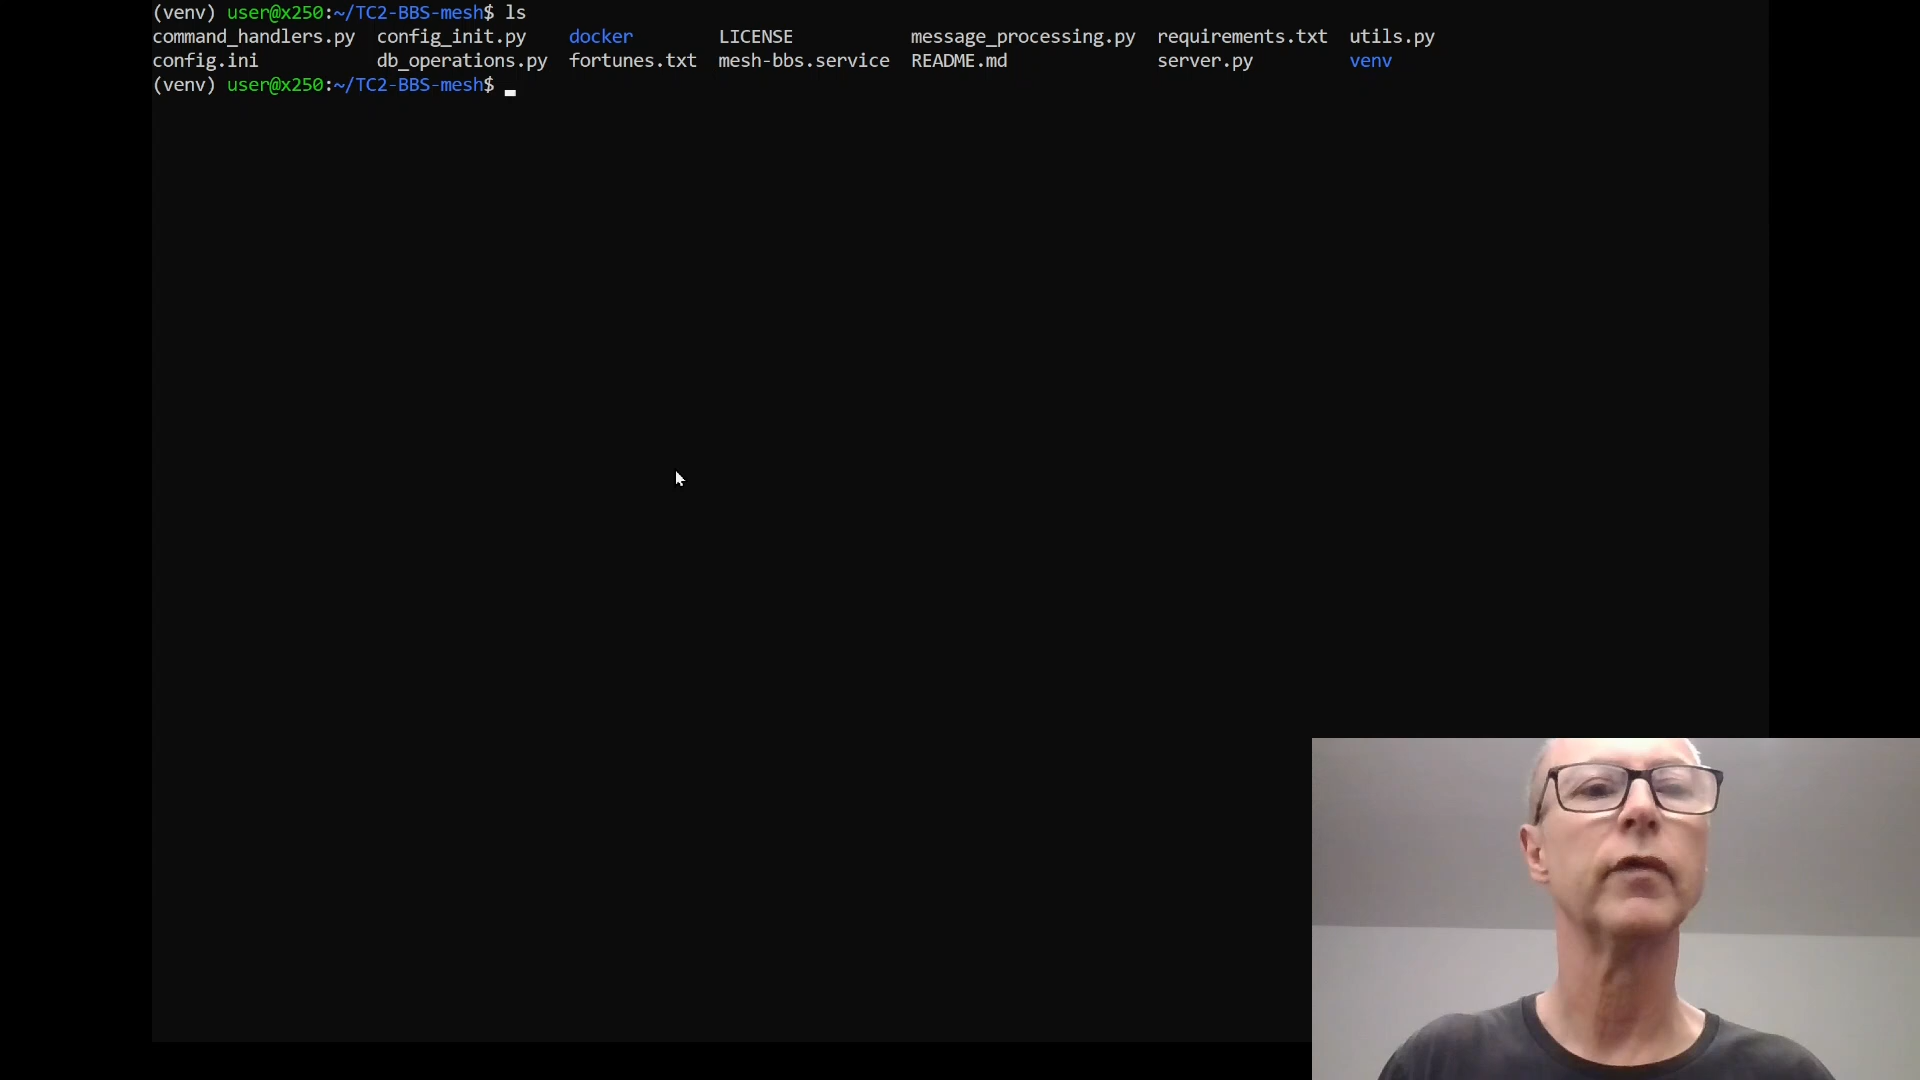 (venv) user@x250:~/TC2-BBS-mesh$ ls
command_handlers.py  config_init.py    docker        LICENSE           message_processing.py  requirements.txt  utils.py
config.ini           db_operations.py  fortunes.txt  mesh-bbs.service  README.md              server.py         venv
(venv) user@x250:~/TC2-BBS-mesh$